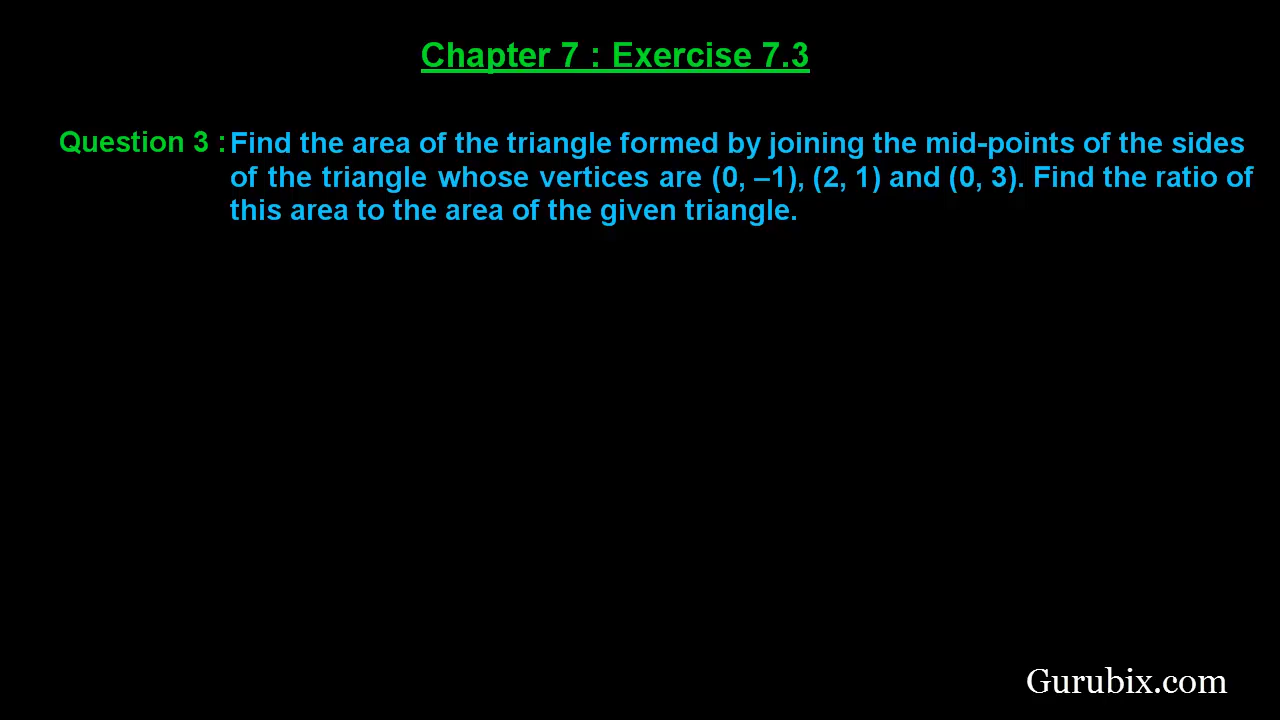 Chapter 7 : Exercise 7.3
Question 3 : Find the area of the triangle formed by joining the mid-points of the sides
of the triangle whose vertices are (0, –1), (2, 1) and (0, 3). Find the ratio of
this area to the area of the given triangle.
Gurubix.com